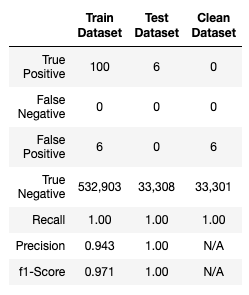 Train Test Clean
Dataset Dataset Dataset
True
Positive 100 6 0
False
Negative 0 0 0
False
Positive 6 0 6
True
Negative 532,903 33,308 33,301
Recall 1.00 1.00 1.00
Precision 0.943 1.00 N/A
f1-Score 0.971 1.00 N/A